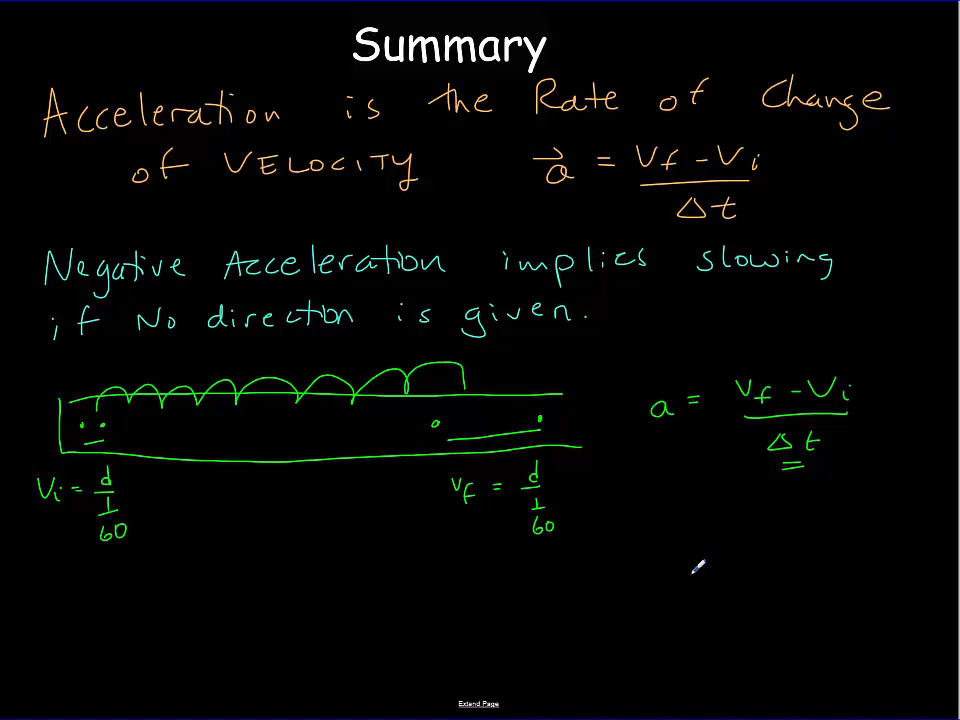 Summary
Acceleration is the Rate of Change
of VELOCITY a⃗ = Vf - Vi / Δt
Negative Acceleration implies slowing
if No direction is given.
a = Vf - Vi / Δt
Vi = d / 1 / 60 Vf = d / 1 / 60
Extend Page